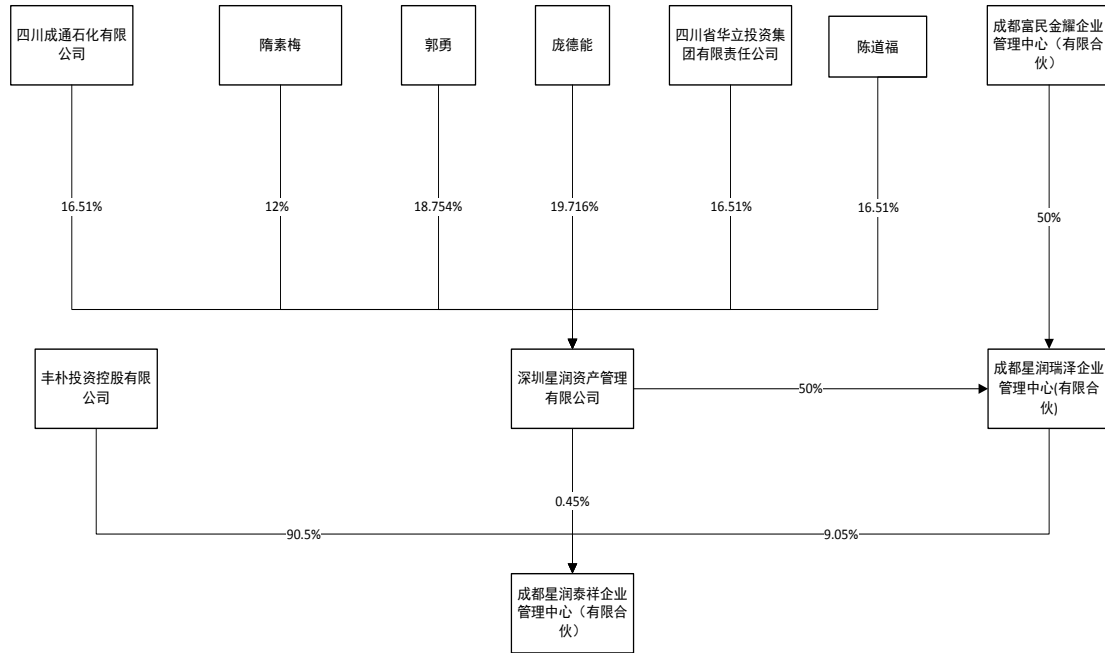 四川成通石化有限
公司
隋素梅
郭勇
庞德能
四川省华立投资集
团有限责任公司
陈道福
成都富民金耀企业
管理中心（有限合
伙）
16.51%
12%
18.754%
19.716%
16.51%
16.51%
50%
丰朴投资控股有限
公司
深圳星润资产管理
有限公司
50%
成都星润瑞泽企业
管理中心(有限合
伙)
0.45%
90.5%
9.05%
成都星润泰祥企业
管理中心（有限合
伙）